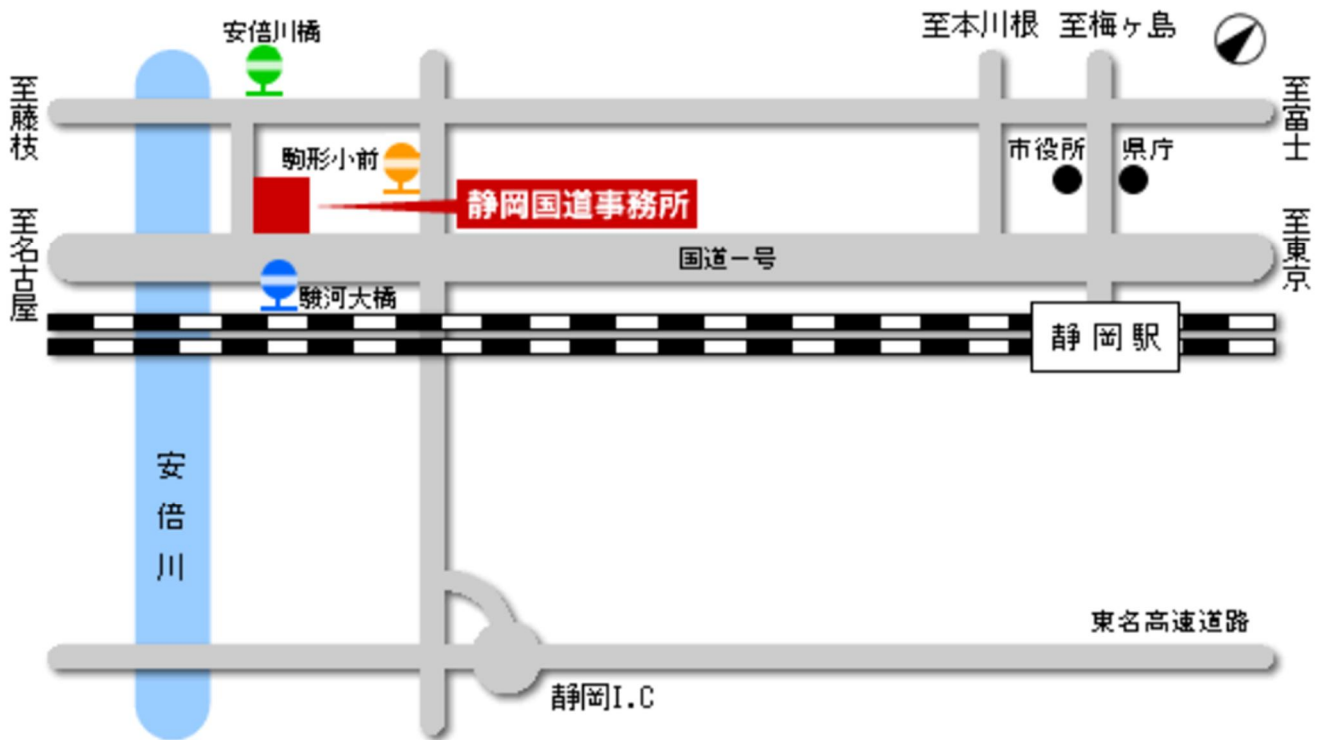 安倍川橋
至本川根
至梅ヶ島
至藤枝
至富士
駒形小前
市役所
県庁
静岡国道事務所
至名古屋
至東京
国道一号
駿河大橋
静岡駅
安倍川
東名高速道路
静岡I.C